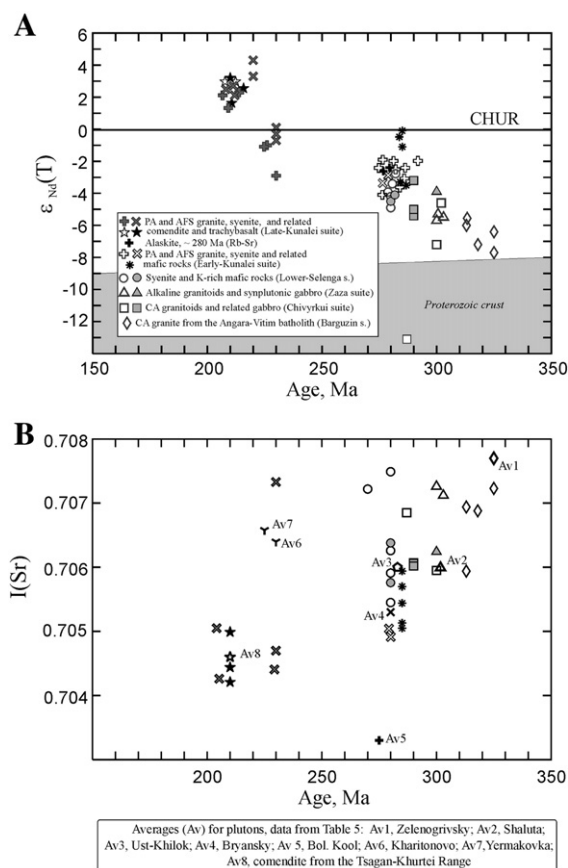 A
6
4
2
0
-2
-4
-6
-8
-10
-12
ε Nd(T)
CHUR
PA and AFS granite, syenite, and related
comendite and trachybalt (Late-Kunalei suite)
Alaskite, ~ 280 Ma (Rb-Sr)
PA and AFS granite, syenite and related
mafic rocks (Early-Kunalei suite)
Syenite and K-rich mafic rocks (Lower-Selenga s.)
Alkaline granitoids and synplutonic gabbro (Zaza suite)
CA granitoids and related gabbro (Chivyrkui suite)
CA granite from the Angara-Vitim batholith (Barguzin s.)
Proterozoic crust
150 200 250 300 350
Age, Ma
B
0.708
0.707
0.706
0.705
0.704
I(Sr)
Av1
Av7
Av6
Av3
Av2
Av4
Av8
Av5
200 250 300 350
Age, Ma
Averages (Av) for plutons, data from Table 5: Av1, Zelenogrivsky; Av2, Shaluta;
Av3, Ust-Khilok; Av4, Bryansky; Av 5, Bol. Kool; Av6, Kharitonovo; Av7,Yermakovka;
Av8, comendite from the Tsagan-Khurtei Range